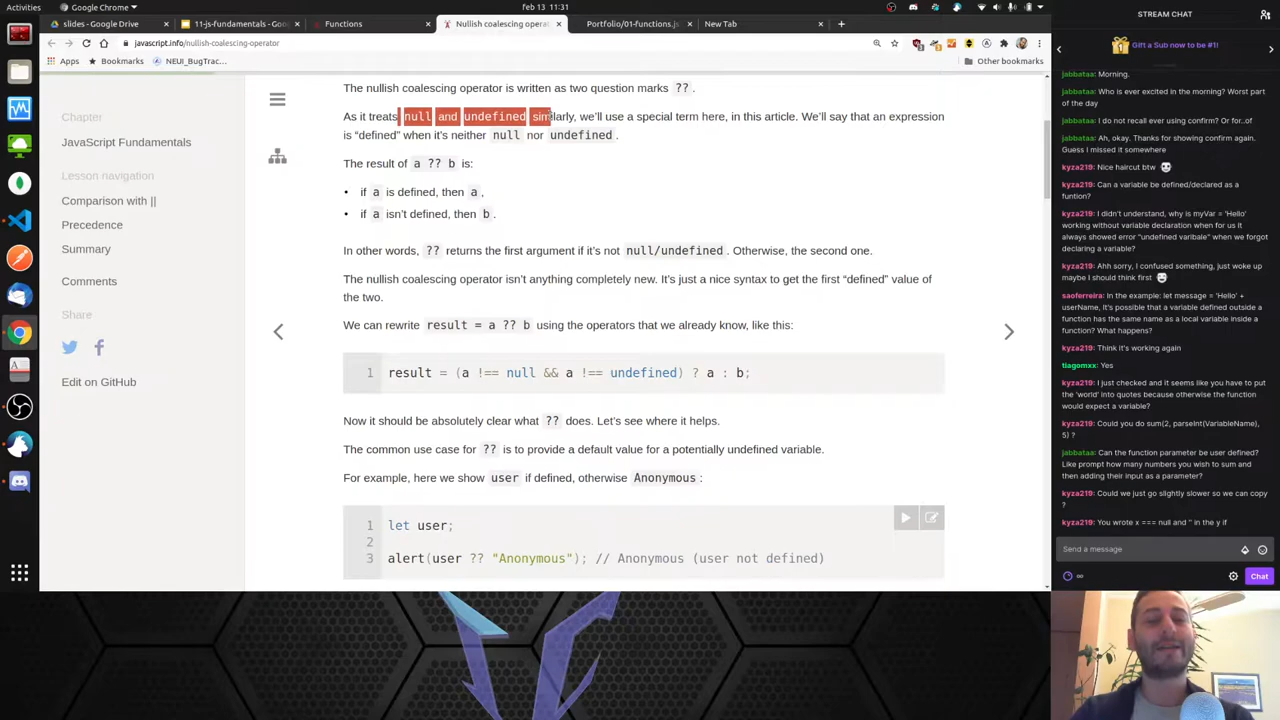 Activities
Google Chrome
Feb 16 11:31
slides - Google Drive
11-js-fundamentals - Goog
Functions
Nullish coalescing operat
Portfolio/01-functions.js
New Tab
javascript.info/nullish-coalescing-operator
Apps
Bookmarks
NEUI_BugTrac...
Other bookmarks
Chapter
JavaScript Fundamentals
Lesson navigation
Comparison with ||
Precedence
Summary
Comments
Share
Edit on GitHub
The nullish coalescing operator is written as two question marks ??.
As it treats null and undefined similarly, we'll use a special term here, in this article. We'll say that an expression
is “defined” when it's neither null nor undefined.
The result of a ?? b is:
• if a is defined, then a,
• if a isn't defined, then b.
In other words, ?? returns the first argument if it's not null/undefined. Otherwise, the second one.
The nullish coalescing operator isn't anything completely new. It's just a nice syntax to get the first “defined” value of
the two.
We can rewrite result = a ?? b using the operators that we already know, like this:
1 result = (a !== null && a !== undefined) ? a : b;
Now it should be absolutely clear what ?? does. Let's see where it helps.
The common use case for ?? is to provide a default value for a potentially undefined variable.
For example, here we show user if defined, otherwise Anonymous:
1 let user;
2
3 alert(user ?? "Anonymous"); // Anonymous (user not defined)
STREAM CHAT
Gift a Sub now to be #1!
jabbataa: Morning.
jabbataa: Who is ever excited in the morning? Worst part
of the day
jabbataa: I do not recall ever using confirm? Or for..of
jabbataa: Ah, okay. Thanks for showing confirm again.
Guess I missed it somewhere
kyza219: Nice haircut btw
kyza219: Can a variable be defined/declared as a
funtion?
kyza219: I didn't understand, why is myVar = 'Hello'
working without variable declaration when for us it
always showed error "undefined varibale" when we forgot
declaring a variable?
kyza219: Ahh sorry, I confused something, just woke up
maybe I should think first
saoferreira: In the example: let message = 'Hello' +
userName, it's possible that a variable defined outside a
function has the same name as a local variable inside a
function? What happens?
kyza219: Think it's working again
tiagomxx: Yes
kyza219: I just checked and it seems like you have to put
the 'world' into quotes because otherwise the function
would expect a variable?
kyza219: Could you do sum(2, parseInt(VariableName),
5) ?
jabbataa: Can the function parameter be user defined?
Like prompt how many numbers you wish to sum and
then adding their input as a parameter?
kyza219: Could we just go slightly slower so we can copy
?
kyza219: You wrote x === null and '' in the y if
Send a message
Chat